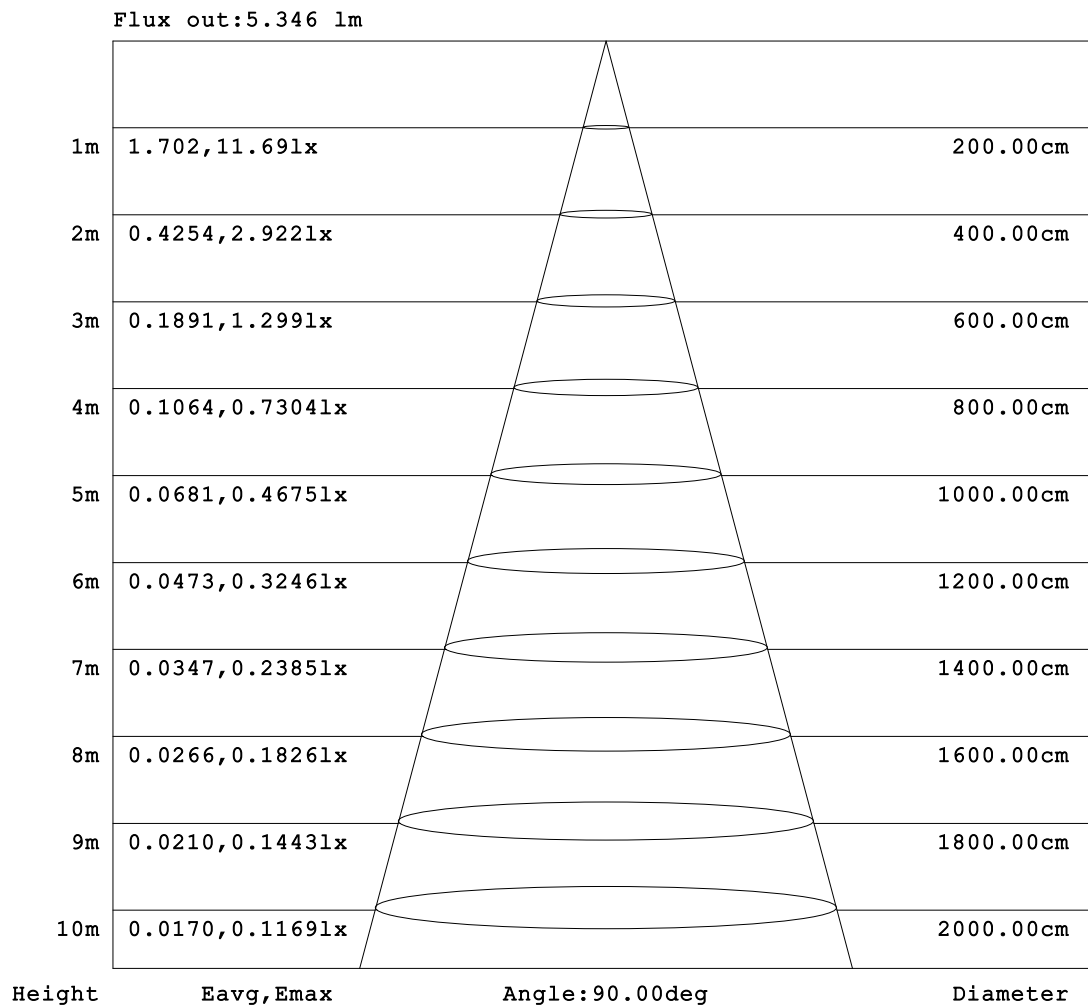 Flux out:5.346 lm
1m 1.702,11.69lx 200.00cm
2m 0.4254,2.922lx 400.00cm
3m 0.1891,1.299lx 600.00cm
4m 0.1064,0.7304lx 800.00cm
5m 0.0681,0.4675lx 1000.00cm
6m 0.0473,0.3246lx 1200.00cm
7m 0.0347,0.2385lx 1400.00cm
8m 0.0266,0.1826lx 1600.00cm
9m 0.0210,0.1443lx 1800.00cm
10m 0.0170,0.1169lx 2000.00cm
Height Eavg,Emax Angle:90.00deg Diameter